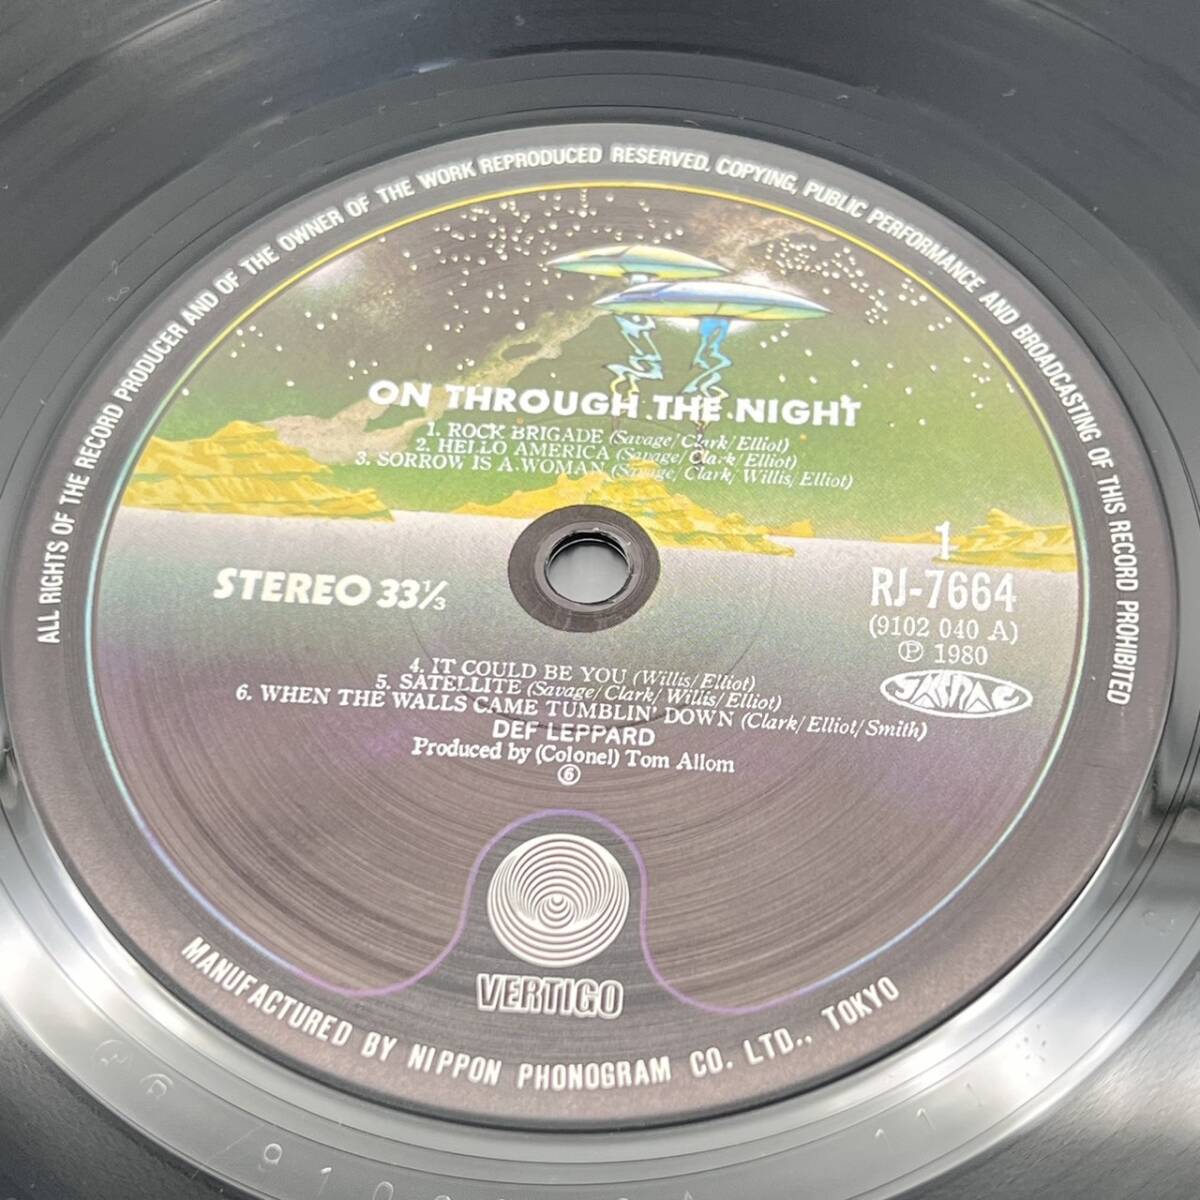 ALL RIGHTS OF THE RECORD PRODUCER AND OF THE OWNER OF THE WORK REPRODUCED RESERVED. COPYING, PUBLIC PERFORMANCE AND BROADCASTING OF THIS RECORD PROHIBITED
ON THROUGH THE NIGHT
1. ROCK BRIGADE (Savage/Clark/Elliot)
2. HELLO AMERICA (Savage/Clark/Elliot)
3. SORROW IS A WOMAN (Savage/Clark/Willis/Elliot)
STEREO 33⅓
1
RJ-7664
(9102 040 A)
Ⓟ 1980
4. IT COULD BE YOU (Willis/Elliot)
5. SATELLITE (Savage/Clark/Willis/Elliot)
6. WHEN THE WALLS CAME TUMBLIN' DOWN (Clark/Elliot/Smith)
DEF LEPPARD
Produced by (Colonel) Tom Allom
⑥
VERTIGO
MANUFACTURED BY NIPPON PHONOGRAM CO. LTD., TOKYO